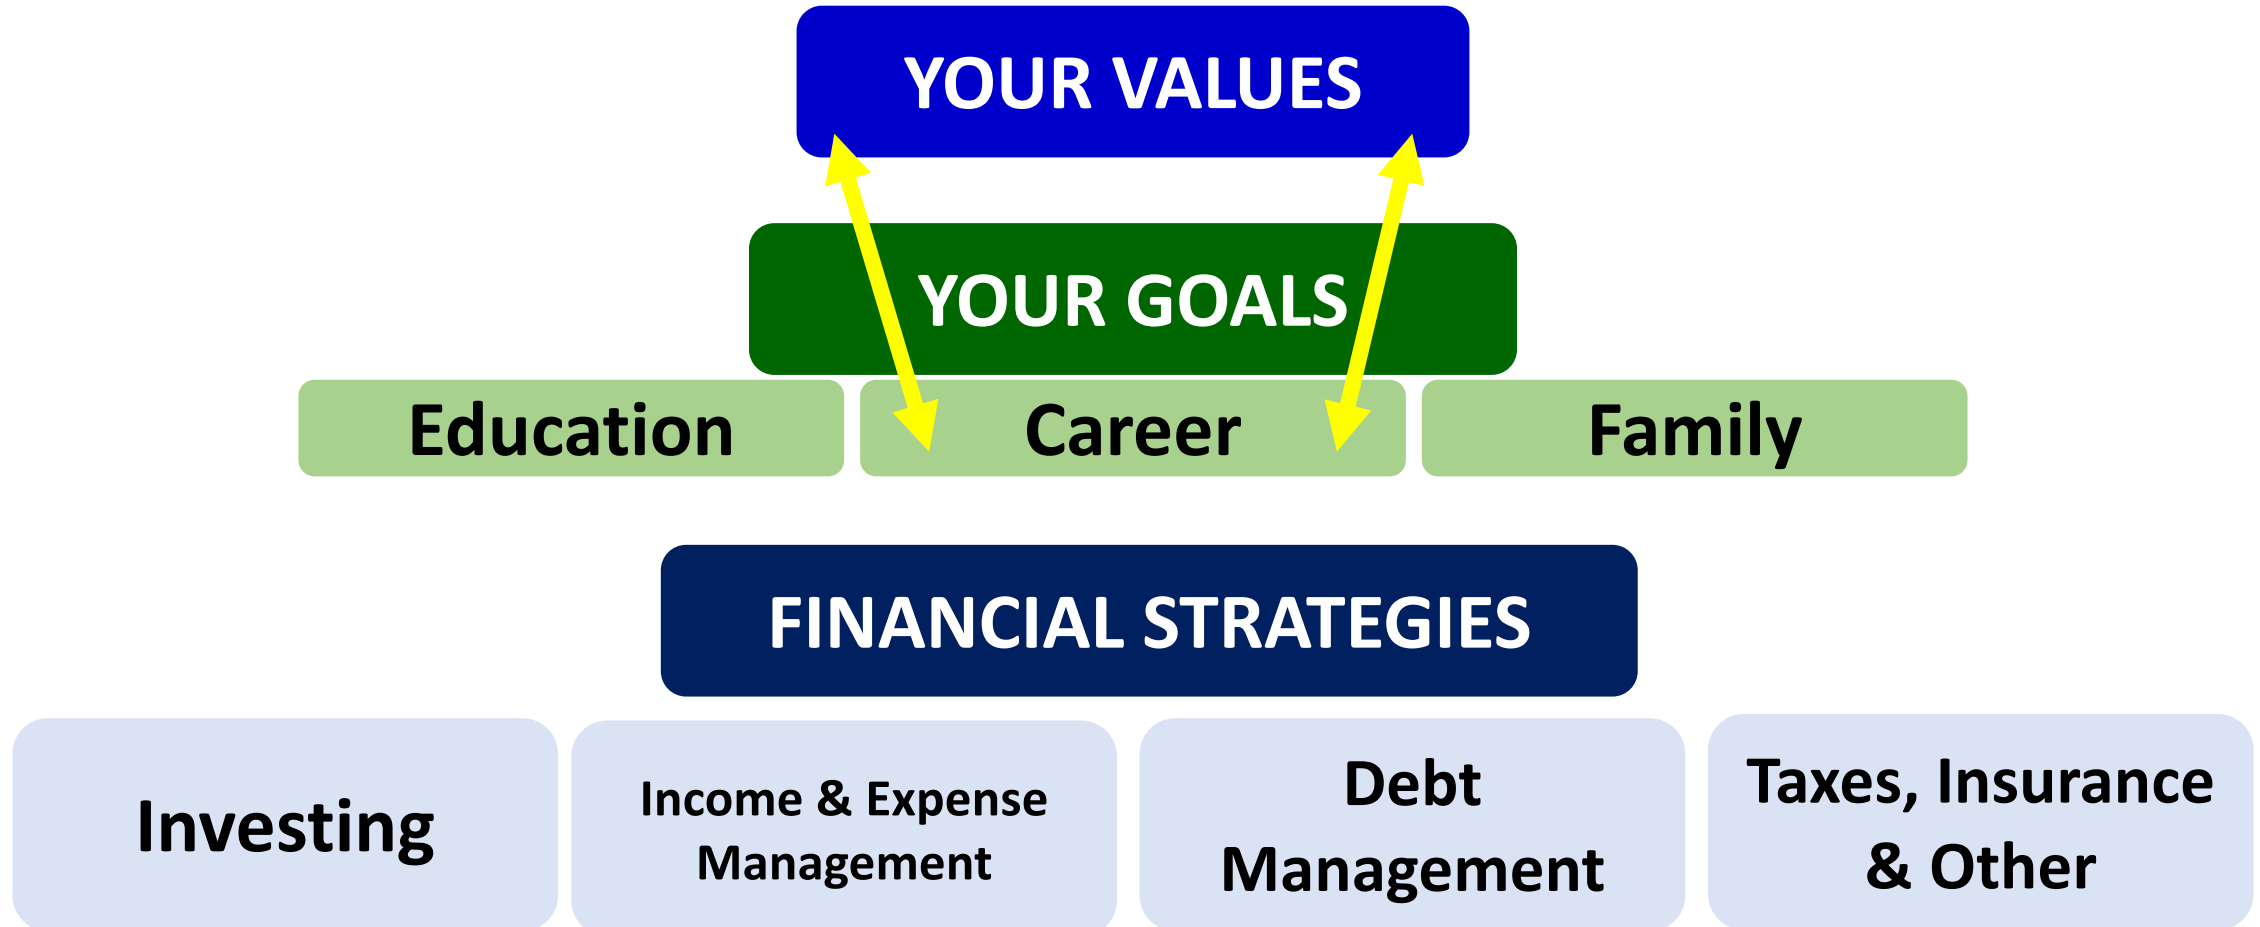 YOUR VALUES
YOUR GOALS
Education
Career
Family
FINANCIAL STRATEGIES
Investing
Income & Expense
Management
Debt
Management
Taxes, Insurance
& Other